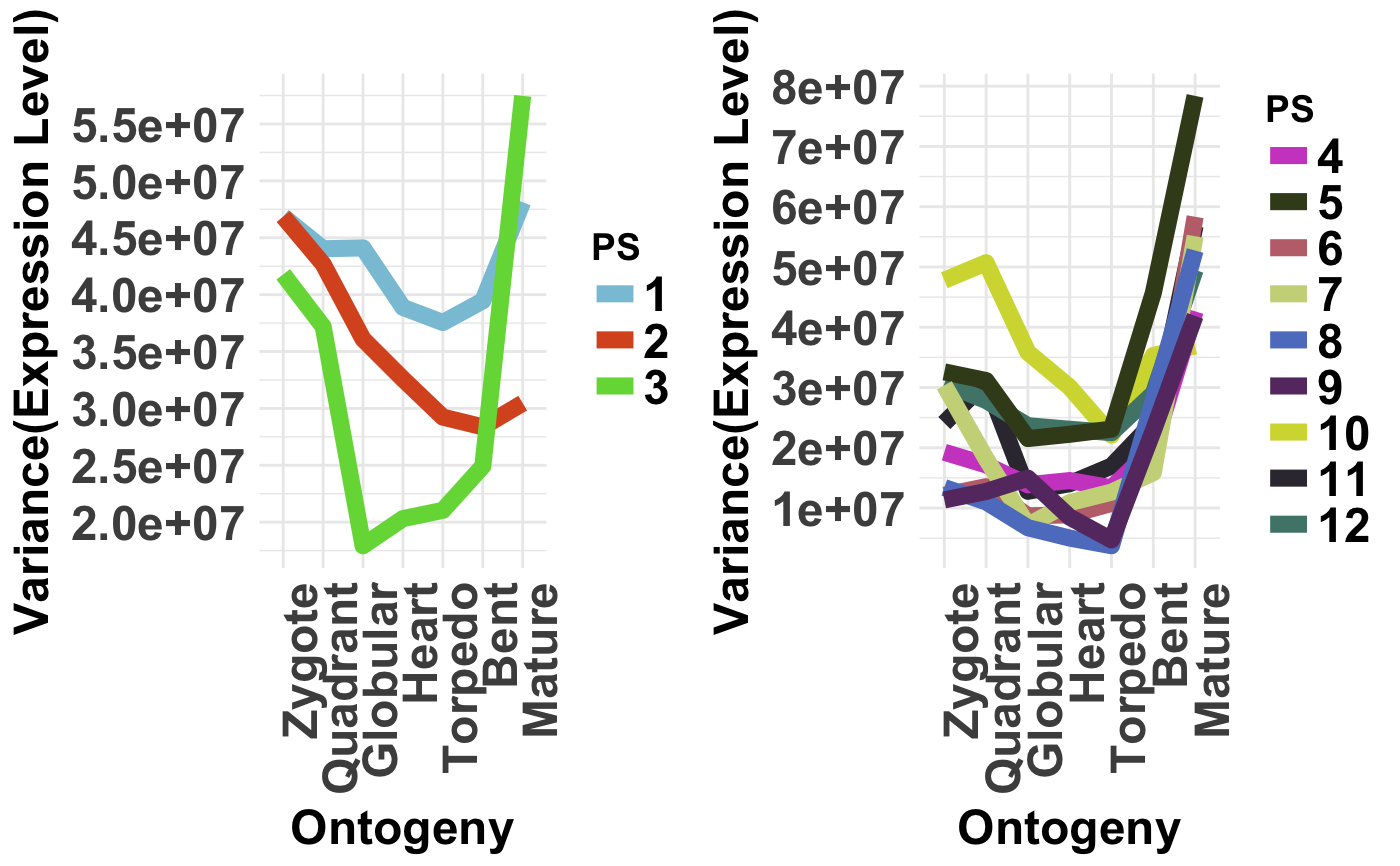 Variance(Expression Level)
5.5e+07
5.0e+07
4.5e+07
4.0e+07
3.5e+07
3.0e+07
2.5e+07
2.0e+07
Zygote
Quadrant
Globular
Heart
Torpedo
Bent
Mature
Ontogeny
PS
1
2
3
Variance(Expression Level)
8e+07
7e+07
6e+07
5e+07
4e+07
3e+07
2e+07
1e+07
Zygote
Quadrant
Globular
Heart
Torpedo
Bent
Mature
Ontogeny
PS
4
5
6
7
8
9
10
11
12